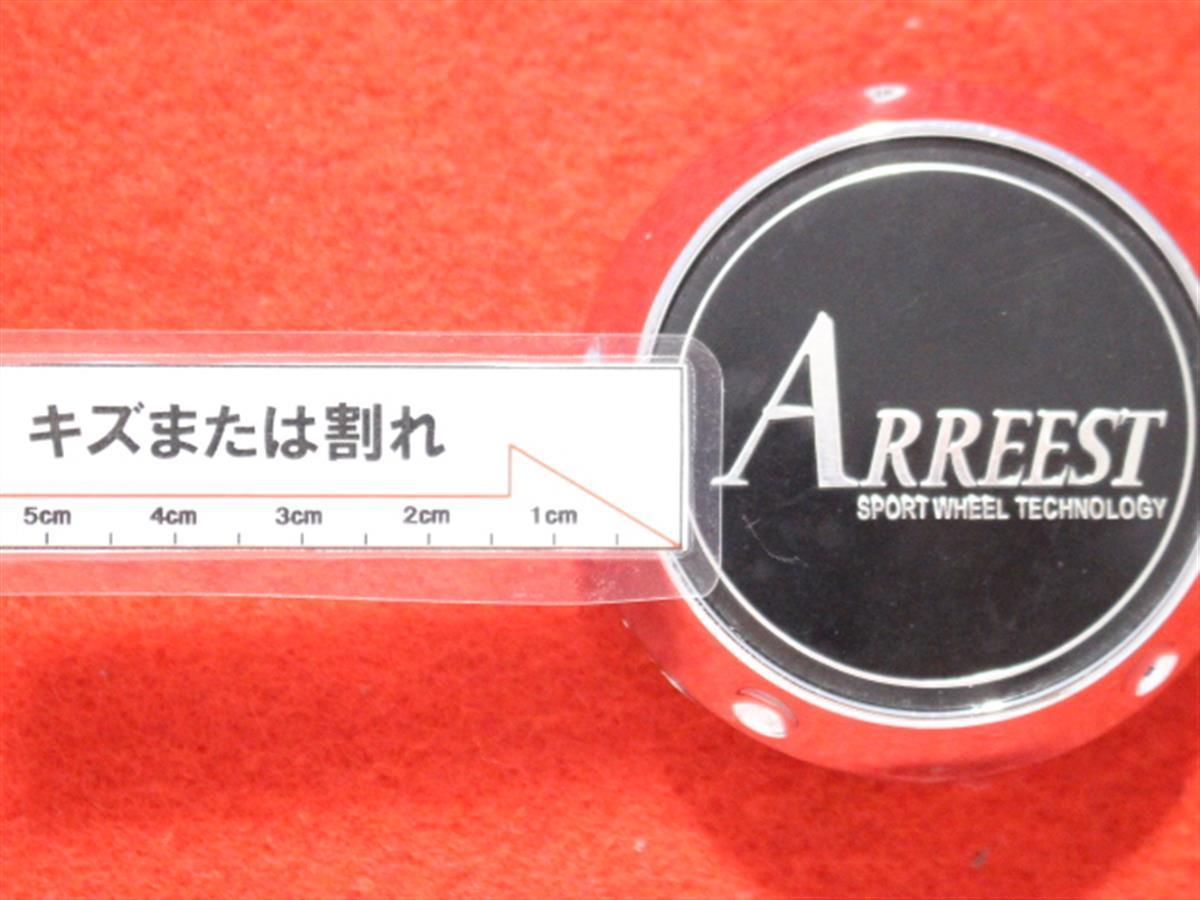 キズまたは割れ
5cm 4cm 3cm 2cm 1cm
ARREEST
SPORT WHEEL TECHNOLOGY